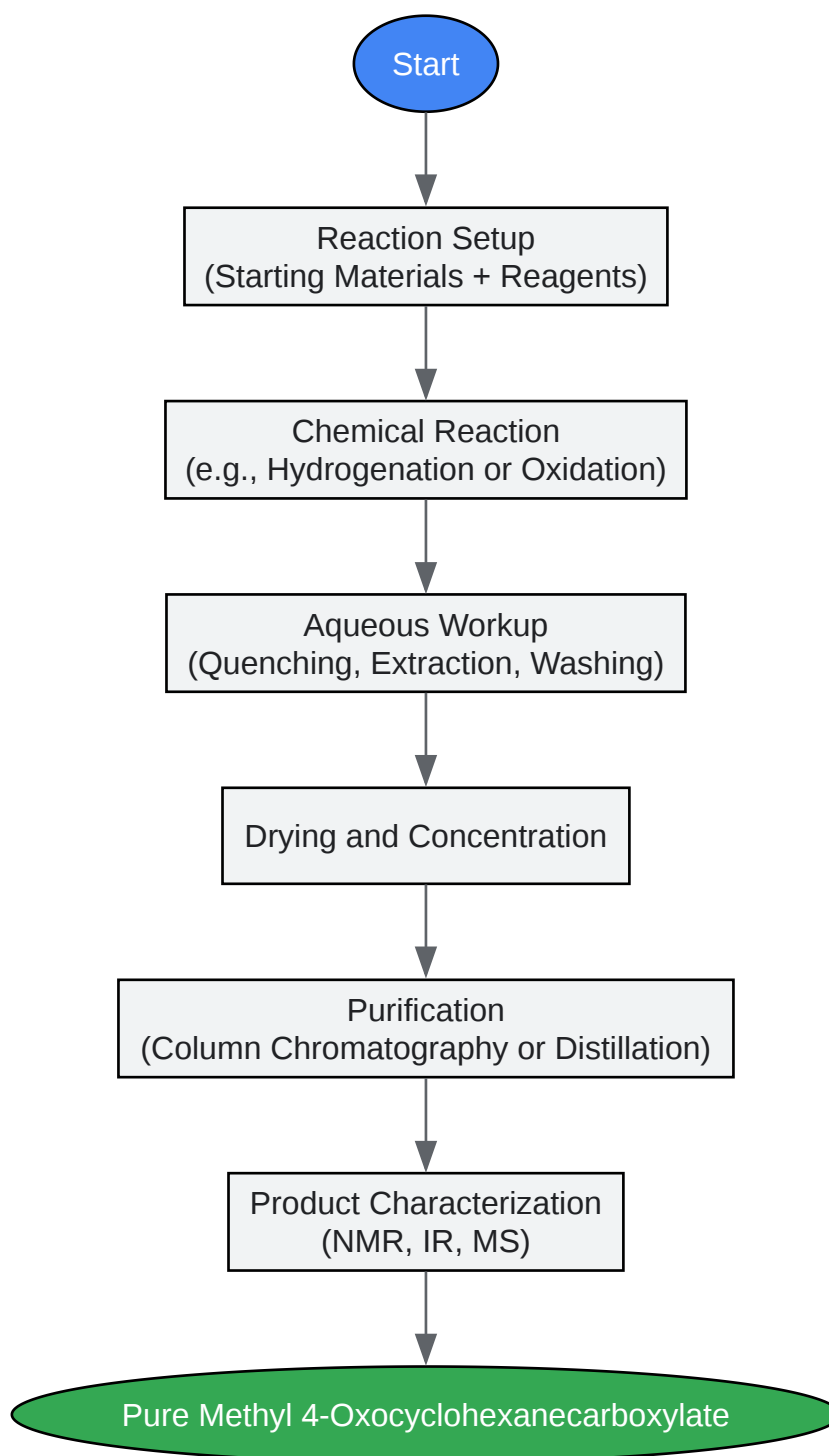 Start
Reaction Setup
(Starting Materials + Reagents)
Chemical Reaction
(e.g., Hydrogenation or Oxidation)
Aqueous Workup
(Quenching, Extraction, Washing)
Drying and Concentration
Purification
(Column Chromatography or Distillation)
Product Characterization
(NMR, IR, MS)
Pure Methyl 4-Oxocyclohexanecarboxylate